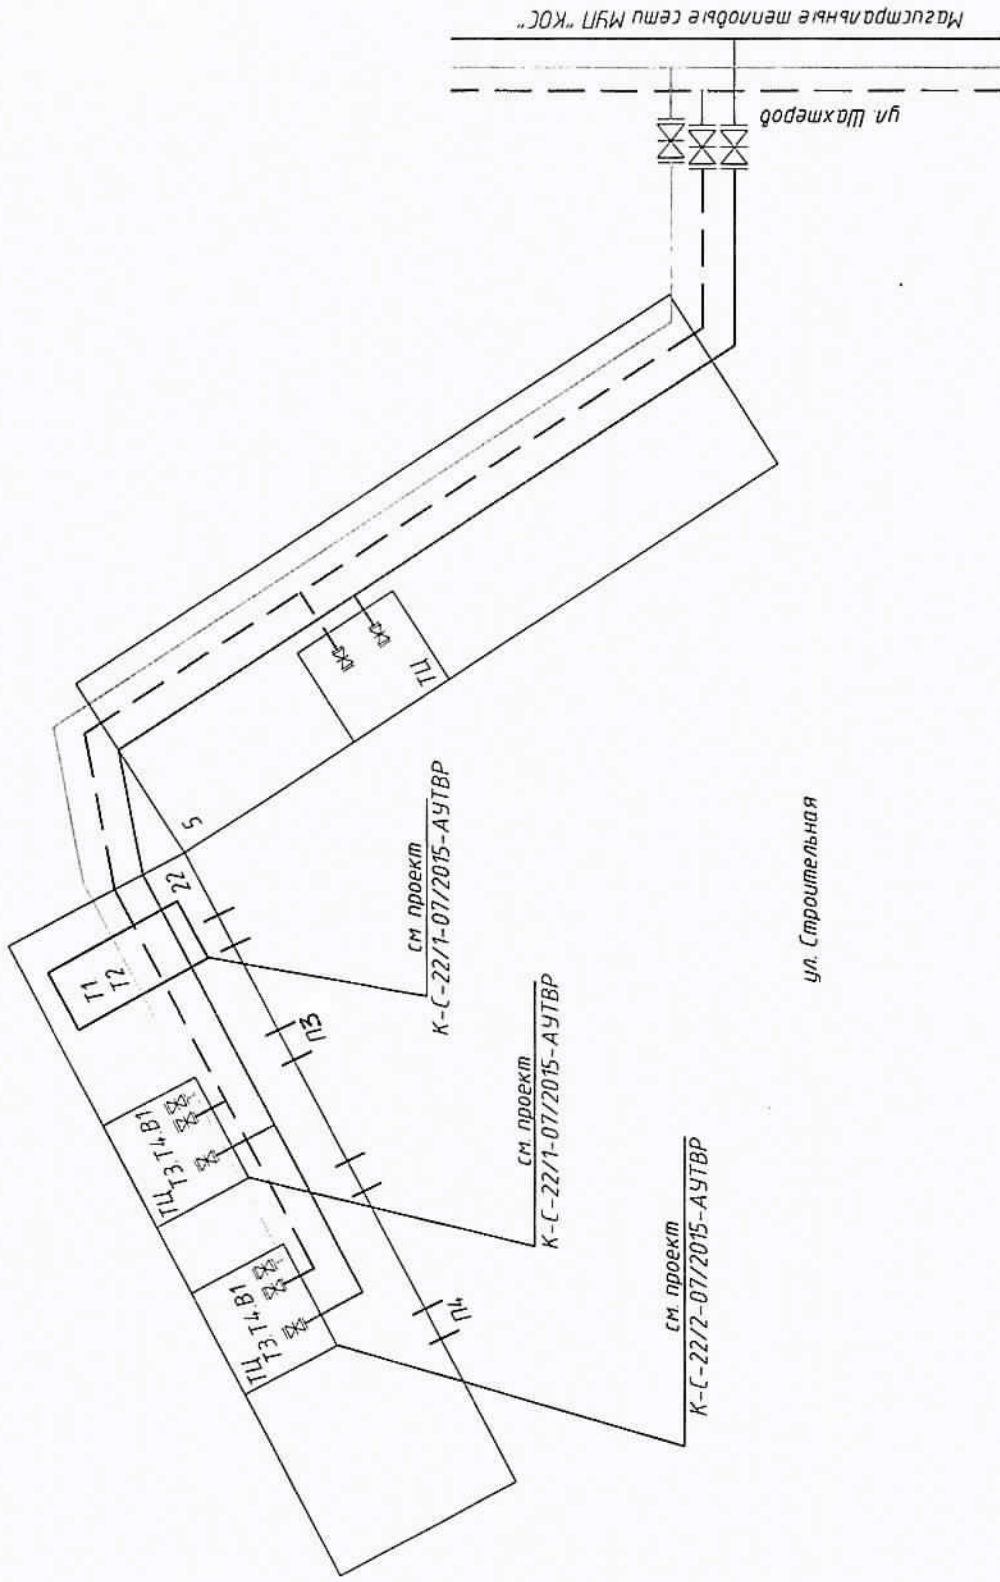 Магистральные тепловые сети МУП "КОС"
ул. Шахтеров
ТЦ
5
22
Т1.
Т2
см проект
К-С-22/1-07/2015-АУТВР
П3
ТЦ
Т3.Т4.В1
см. проект
К-С-22/1-07/2015-АУТВР
ТЦ
Т3.Т4.В1
П4
см. проект
К-С-22/2-07/2015-АУТВР
ул. Строительная